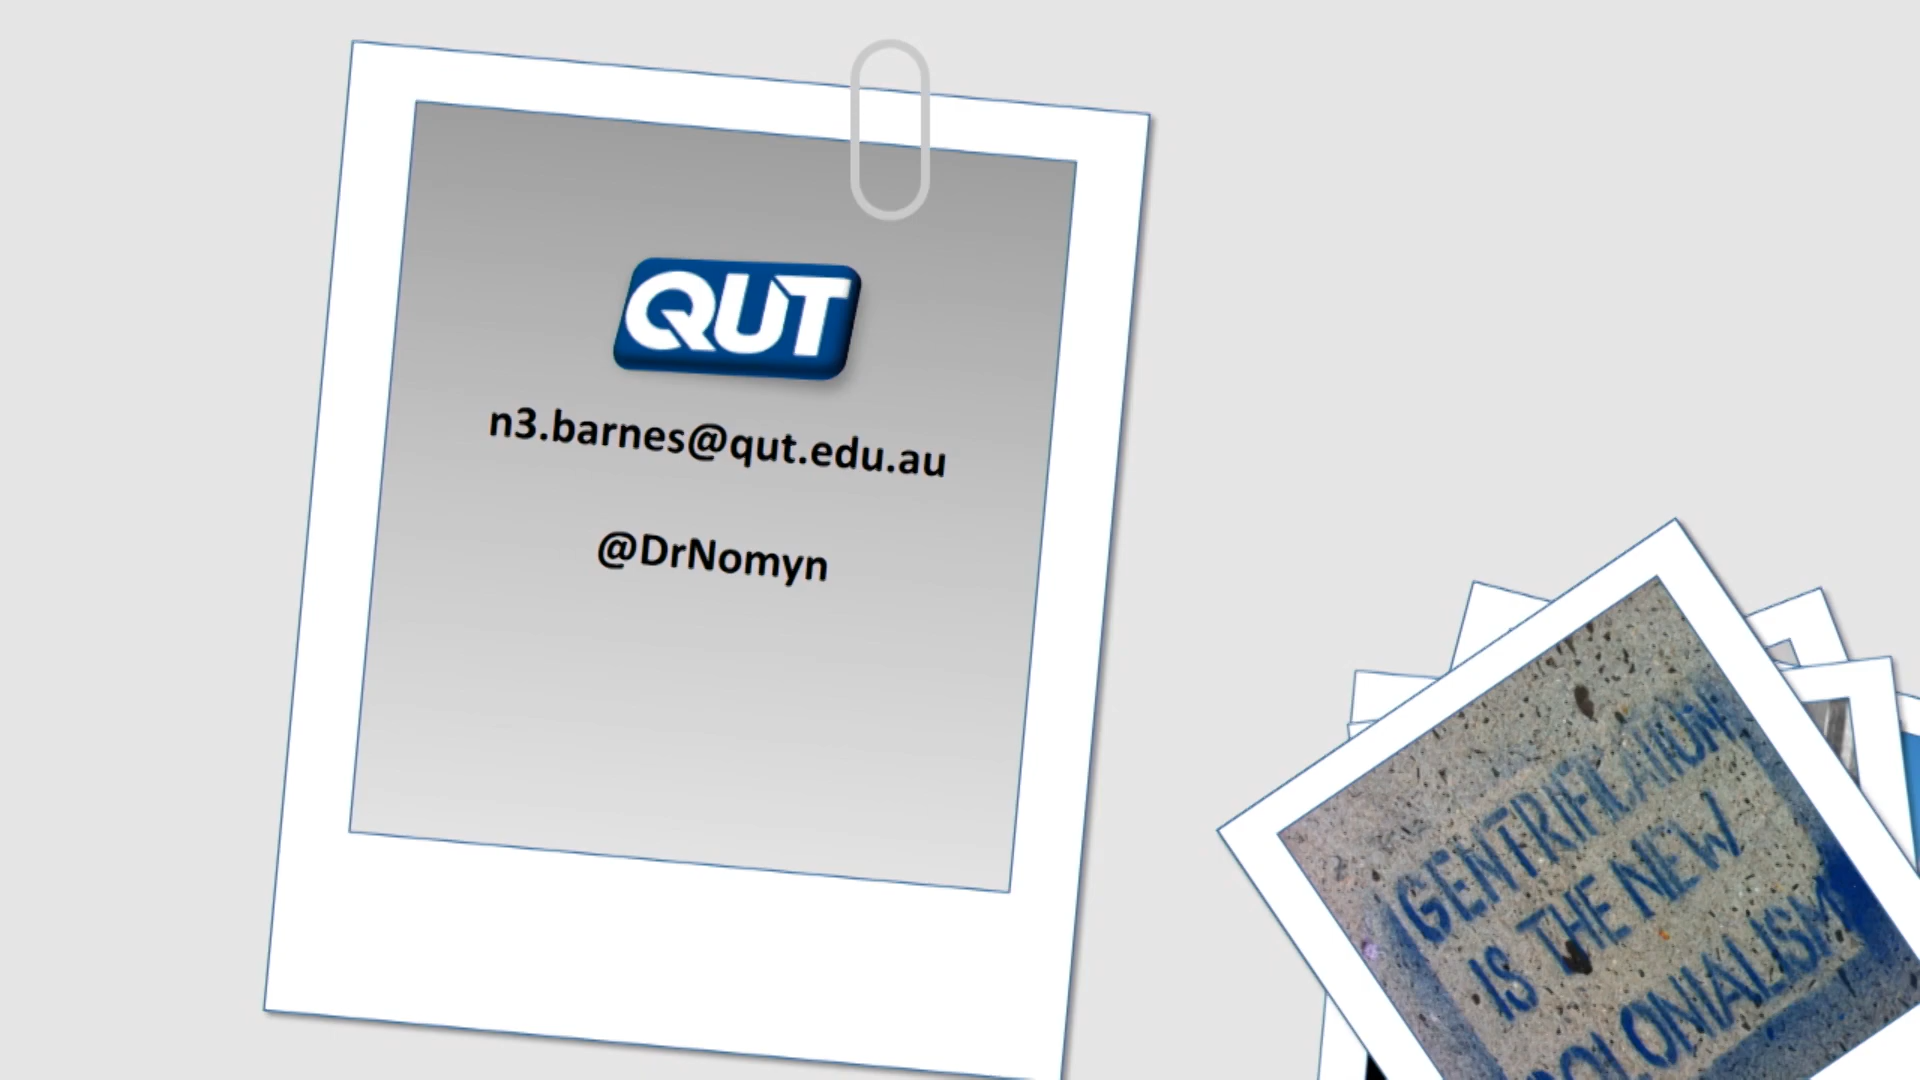 QUT
n3.barnes@qut.edu.au
@DrNomyn
GENTRIFICATION
IS THE NEW
COLONIALISM